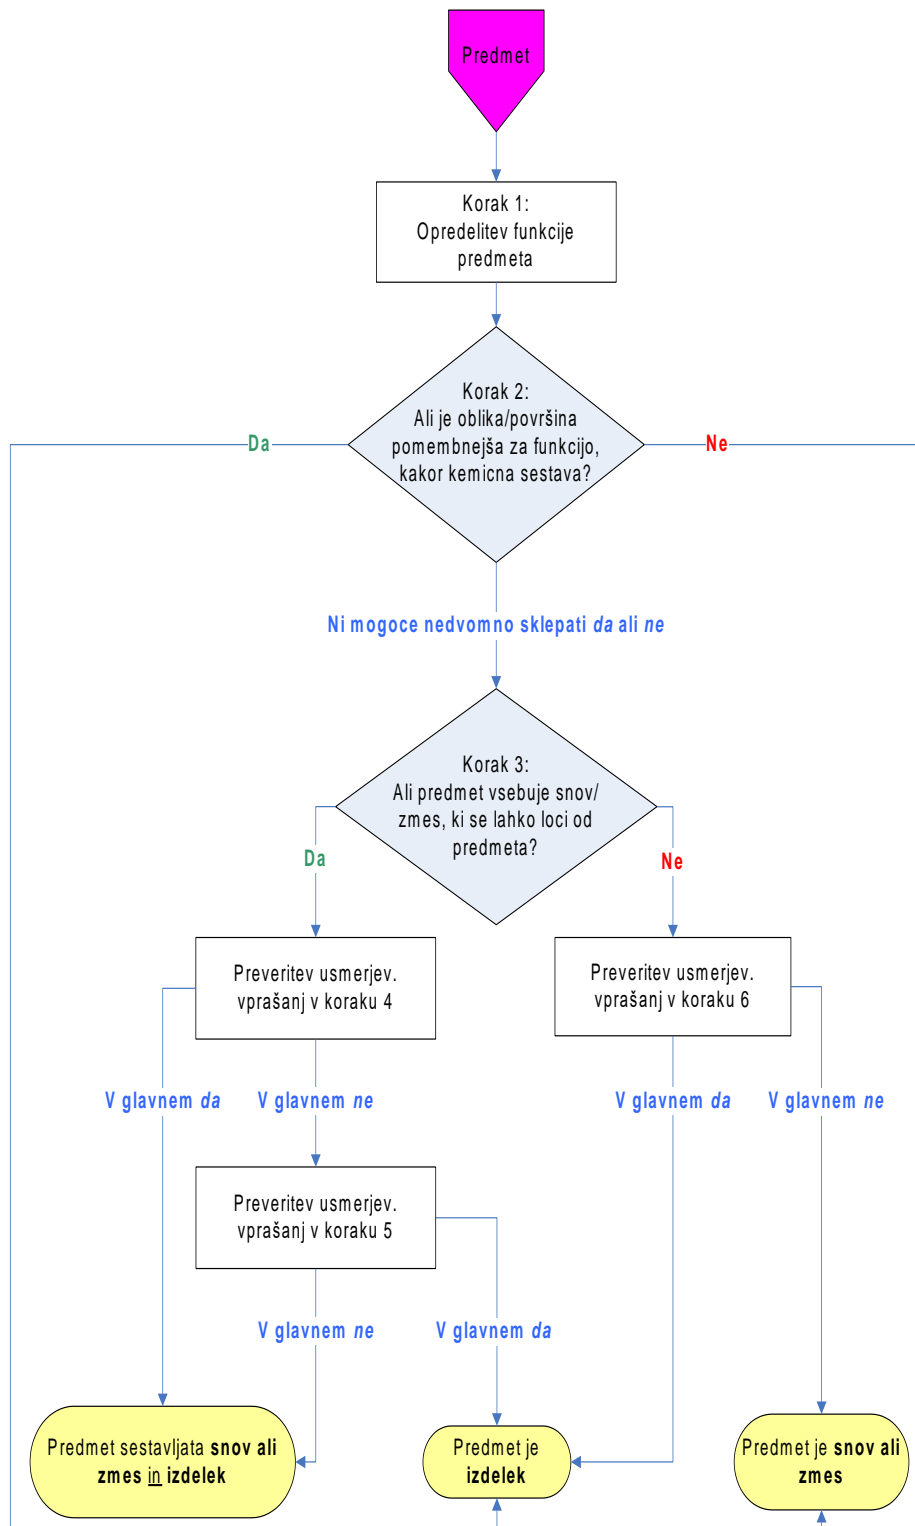 Predmet
Korak 1:
Opredelitev funkcije
predmeta
Korak 2:
Ali je oblika/površina
pomembnejša za funkcijo,
kakor kemicna sestava?
Da
Ne
Ni mogoce nedvomno sklepati da ali ne
Korak 3:
Ali predmet vsebuje snov/
zmes, ki se lahko loci od
predmeta?
Da
Ne
Preveritev usmerjev.
vprašanj v koraku 4
Preveritev usmerjev.
vprašanj v koraku 6
V glavnem da
V glavnem ne
V glavnem da
V glavnem ne
Preveritev usmerjev.
vprašanj v koraku 5
V glavnem ne
V glavnem da
Predmet sestavljata snov ali
zmes in izdelek
Predmet je
izdelek
Predmet je snov ali
zmes